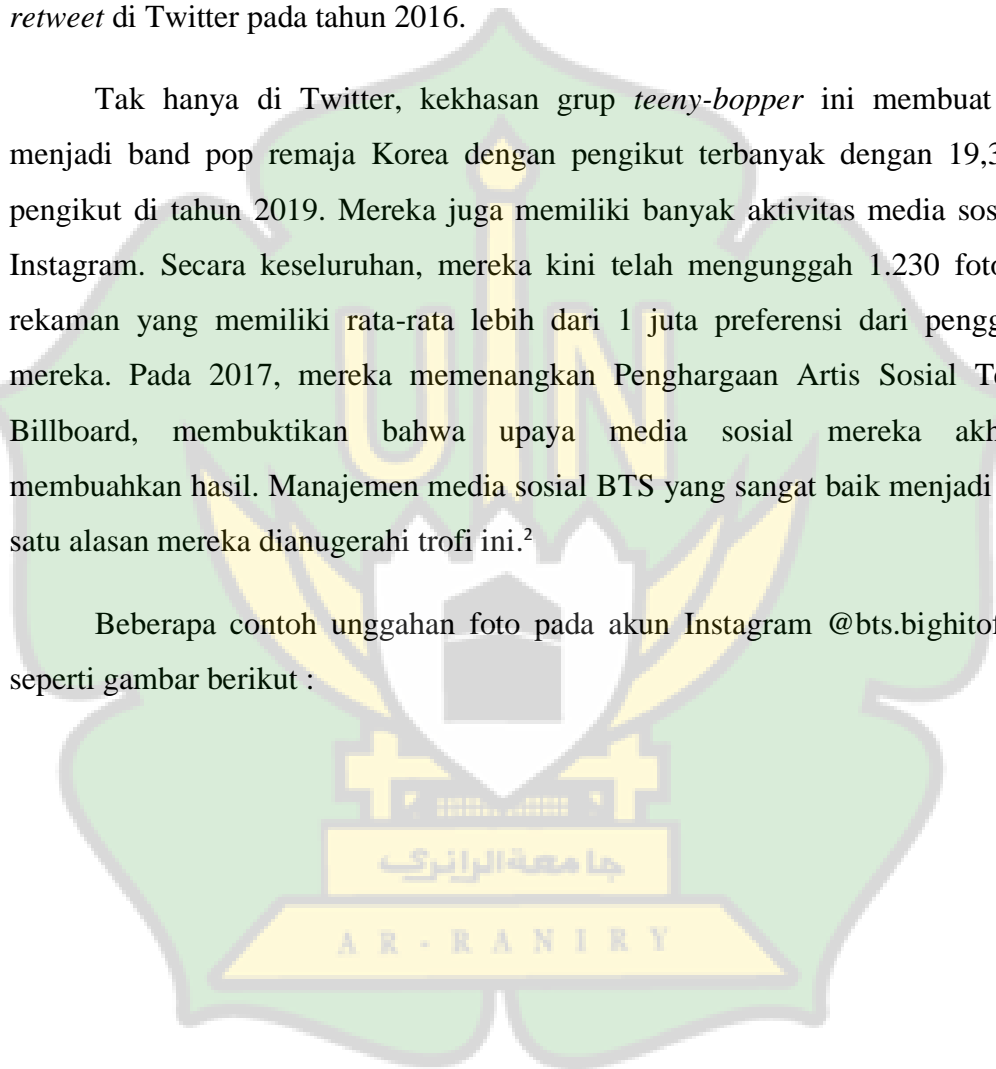 retweet di Twitter pada tahun 2016.
Tak hanya di Twitter, kekhasan grup teeny-bopper ini membuat
menjadi band pop remaja Korea dengan pengikut terbanyak dengan 19,3
pengikut di tahun 2019. Mereka juga memiliki banyak aktivitas media sos
Instagram. Secara keseluruhan, mereka kini telah mengunggah 1.230 foto
rekaman yang memiliki rata-rata lebih dari 1 juta preferensi dari pengg
mereka. Pada 2017, mereka memenangkan Penghargaan Artis Sosial Te
Billboard, membuktikan bahwa upaya media sosial mereka akh
membuahkan hasil. Manajemen media sosial BTS yang sangat baik menjadi
satu alasan mereka dianugerahi trofi ini.²
Beberapa contoh unggahan foto pada akun Instagram @bts.bighitof
seperti gambar berikut :
UIN
جامعة الرانري
AR-RANIRY